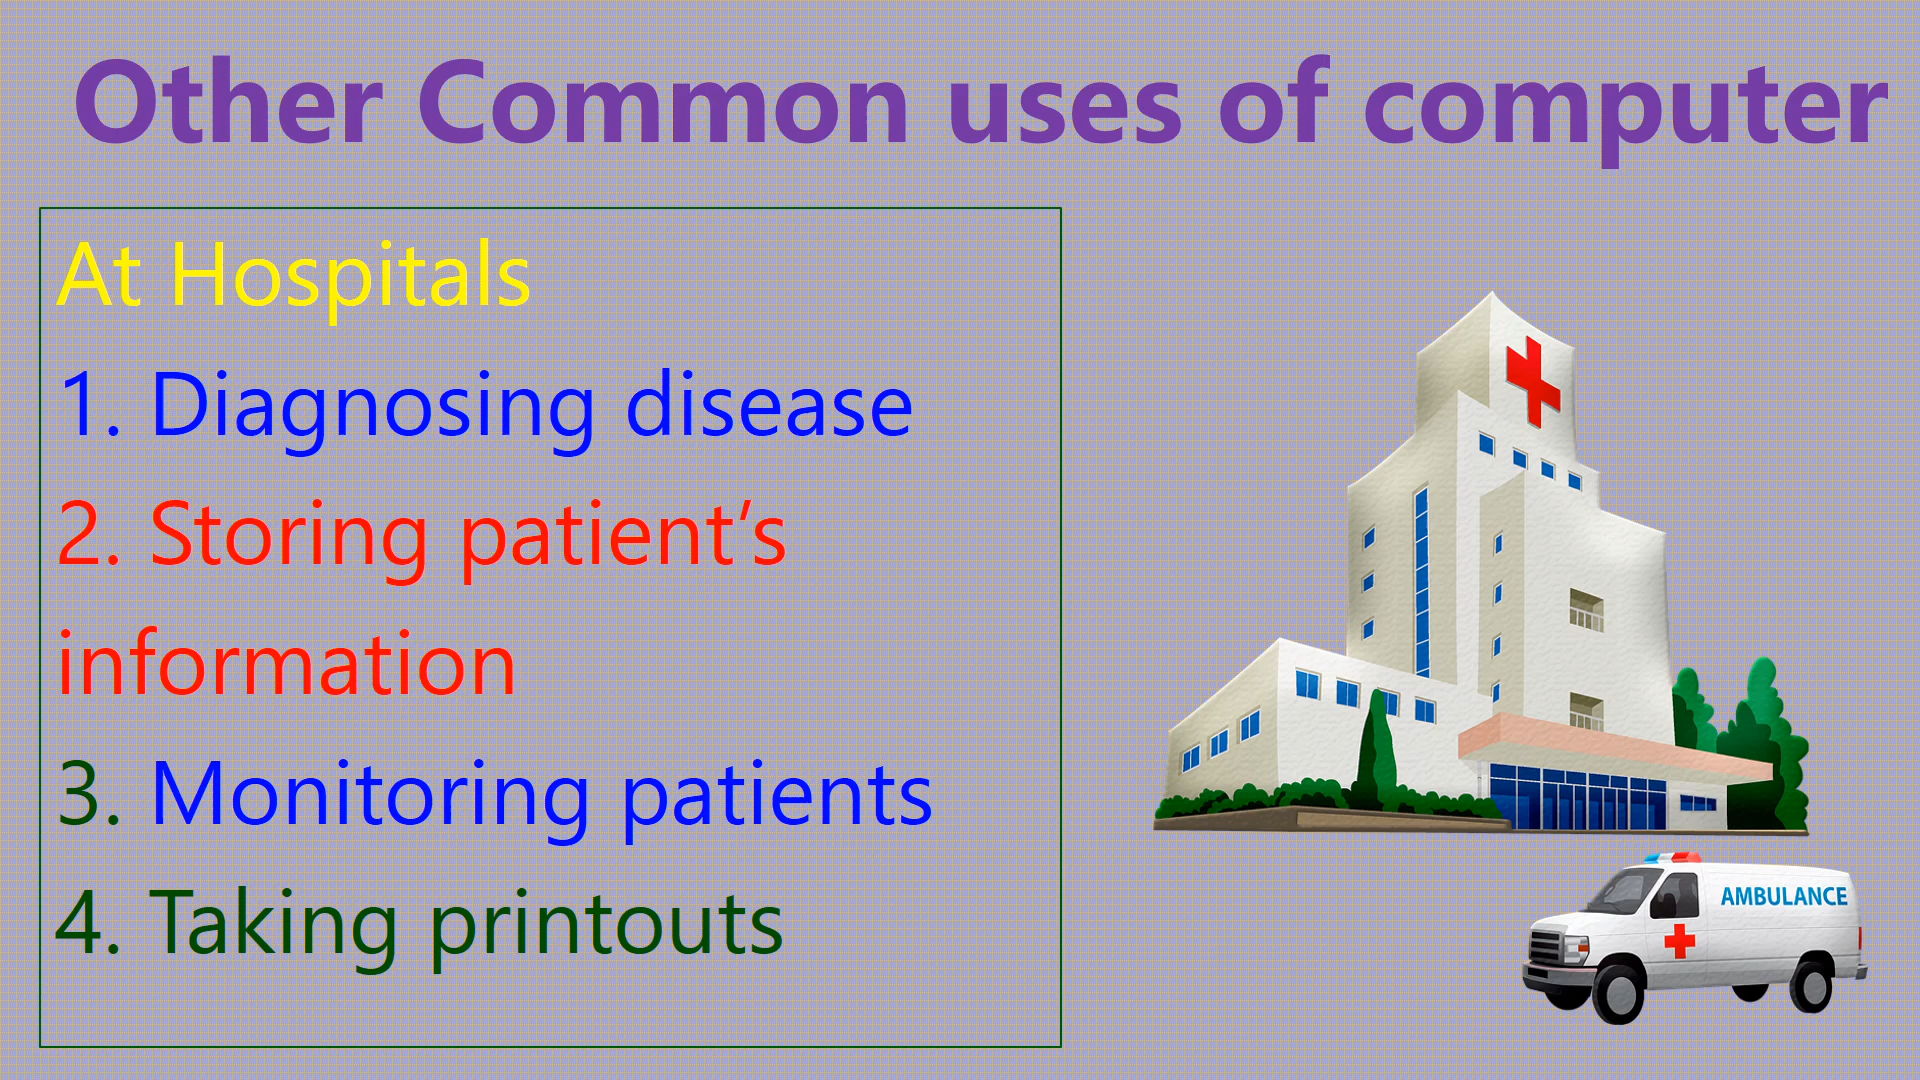 Other Common uses of computer
At Hospitals
1. Diagnosing disease
2. Storing patient’s
information
3. Monitoring patients
4. Taking printouts
AMBULANCE